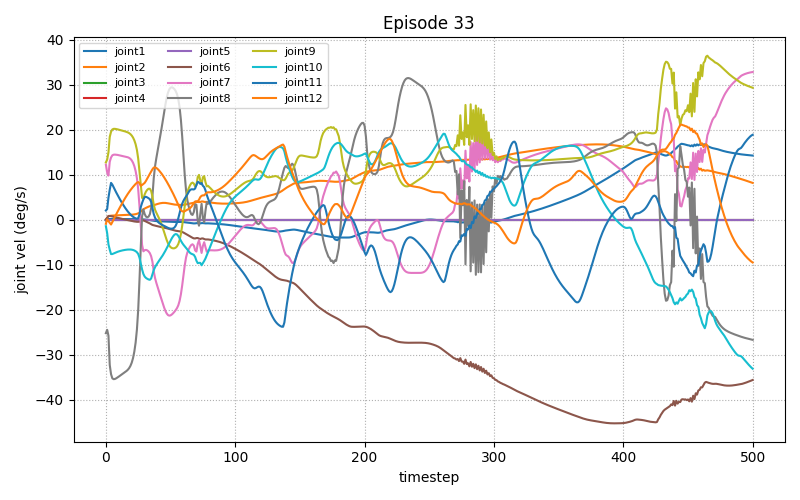 Episode 33
joint vel (deg/s)
40
30
20
10
0
−10
−20
−30
−40
joint1
joint2
joint3
joint4
joint5
joint6
joint7
joint8
joint9
joint10
joint11
joint12
0
100
200
300
400
500
timestep